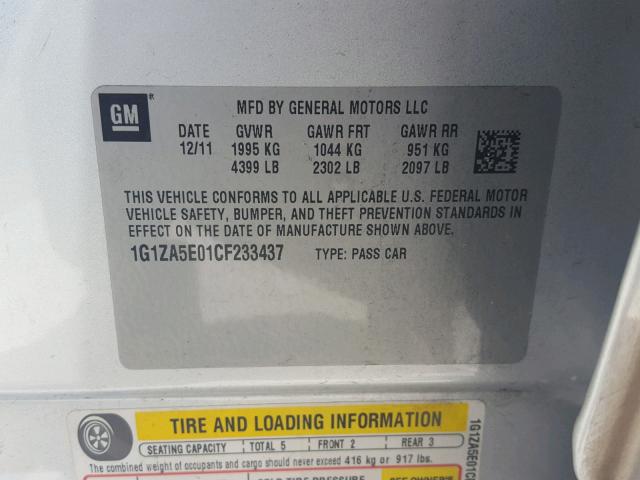 GM®
MFD BY GENERAL MOTORS LLC
DATE GVWR GAWR FRT GAWR RR
12/11 1995 KG 1044 KG 951 KG
4399 LB 2302 LB 2097 LB
THIS VEHICLE CONFORMS TO ALL APPLICABLE U.S. FEDERAL MOTOR
VEHICLE SAFETY, BUMPER, AND THEFT PREVENTION STANDARDS IN
EFFECT ON THE DATE OF MANUFACTURE SHOWN ABOVE.
1G1ZA5E01CF233437 TYPE: PASS CAR
TIRE AND LOADING INFORMATION
SEATING CAPACITY TOTAL 5 FRONT 2 REAR 3
The combined weight of occupants and cargo should never exceed 416 kg or 917 lbs.
SEE OWNER'S
1G1ZA5E01C